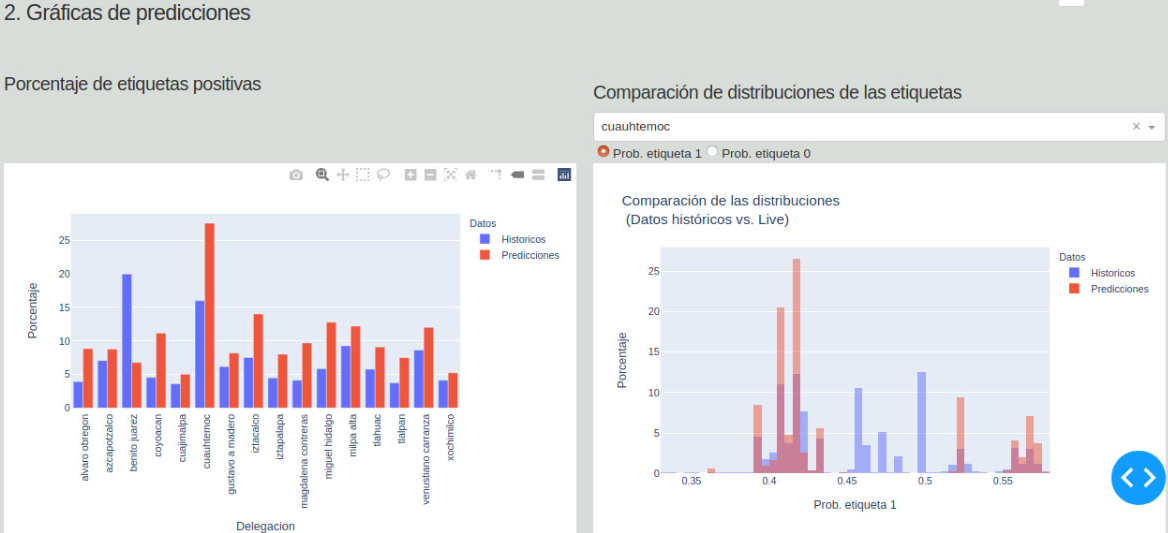 2. Gráficas de predicciones
Porcentaje de etiquetas positivas
Comparación de distribuciones de las etiquetas
cuauhtemoc
Prob. etiqueta 1
Prob. etiqueta 0
Datos
Historicos
Predicciones
Porcentaje
25
20
15
10
5
0
alvaro obregon
azcapotzalco
benito juarez
coyoatcan
cuajimalpa
cuauhtemoc
gustavo a madero
iztacalco
iztapalapa
magdalena contreras
miguel hidalgo
milpa alta
tlahuac
tlalpan
venustiano carranza
xochimilco
Delegacion
Comparación de las distribuciones
(Datos históricos vs. Live)
Datos
Historicos
Predicciones
Porcentaje
25
20
15
10
5
0
0.35
0.4
0.45
0.5
0.55
Prob. etiqueta 1